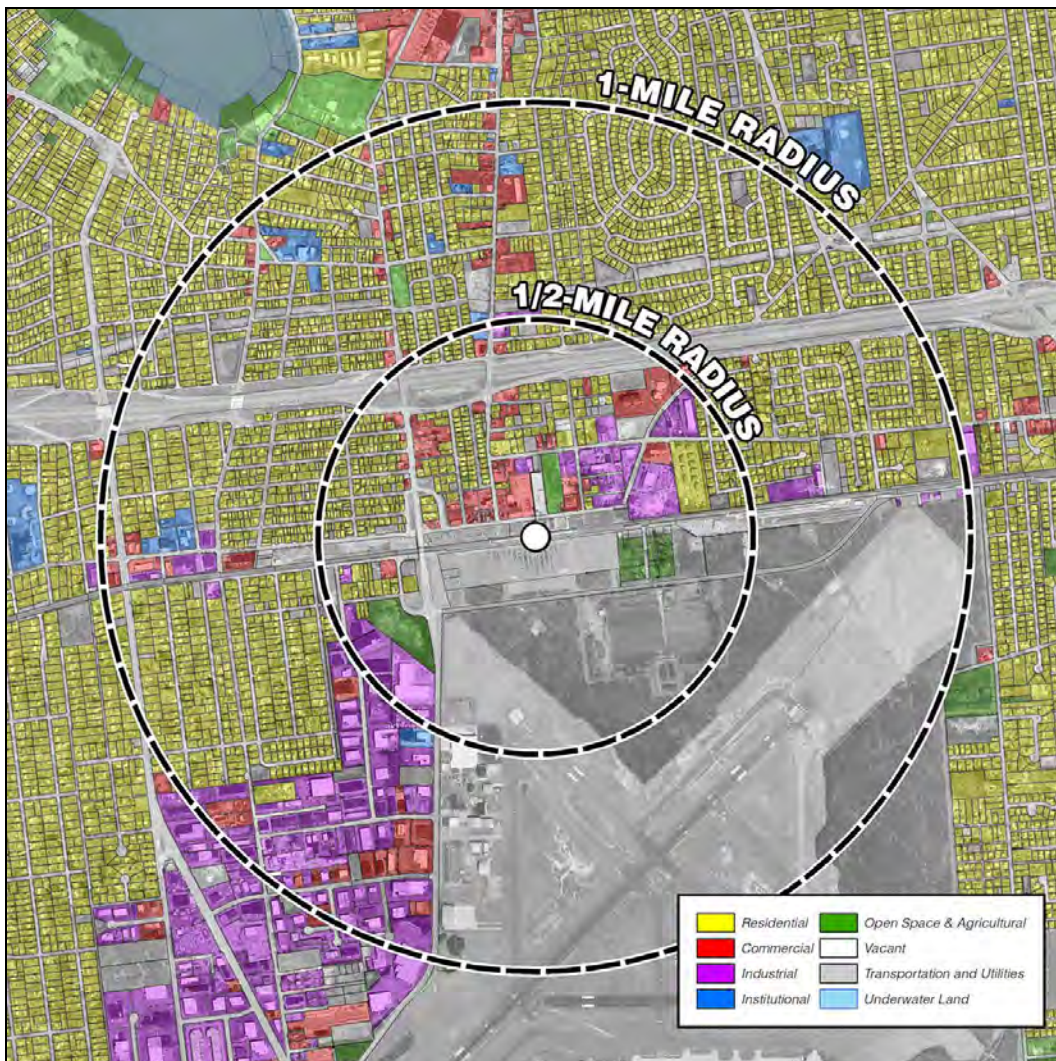 1-MILE RADIUS
1/2-MILE RADIUS
Residential
Commercial
Industrial
Institutional
Open Space & Agricultural
Vacant
Transportation and Utilities
Underwater Land